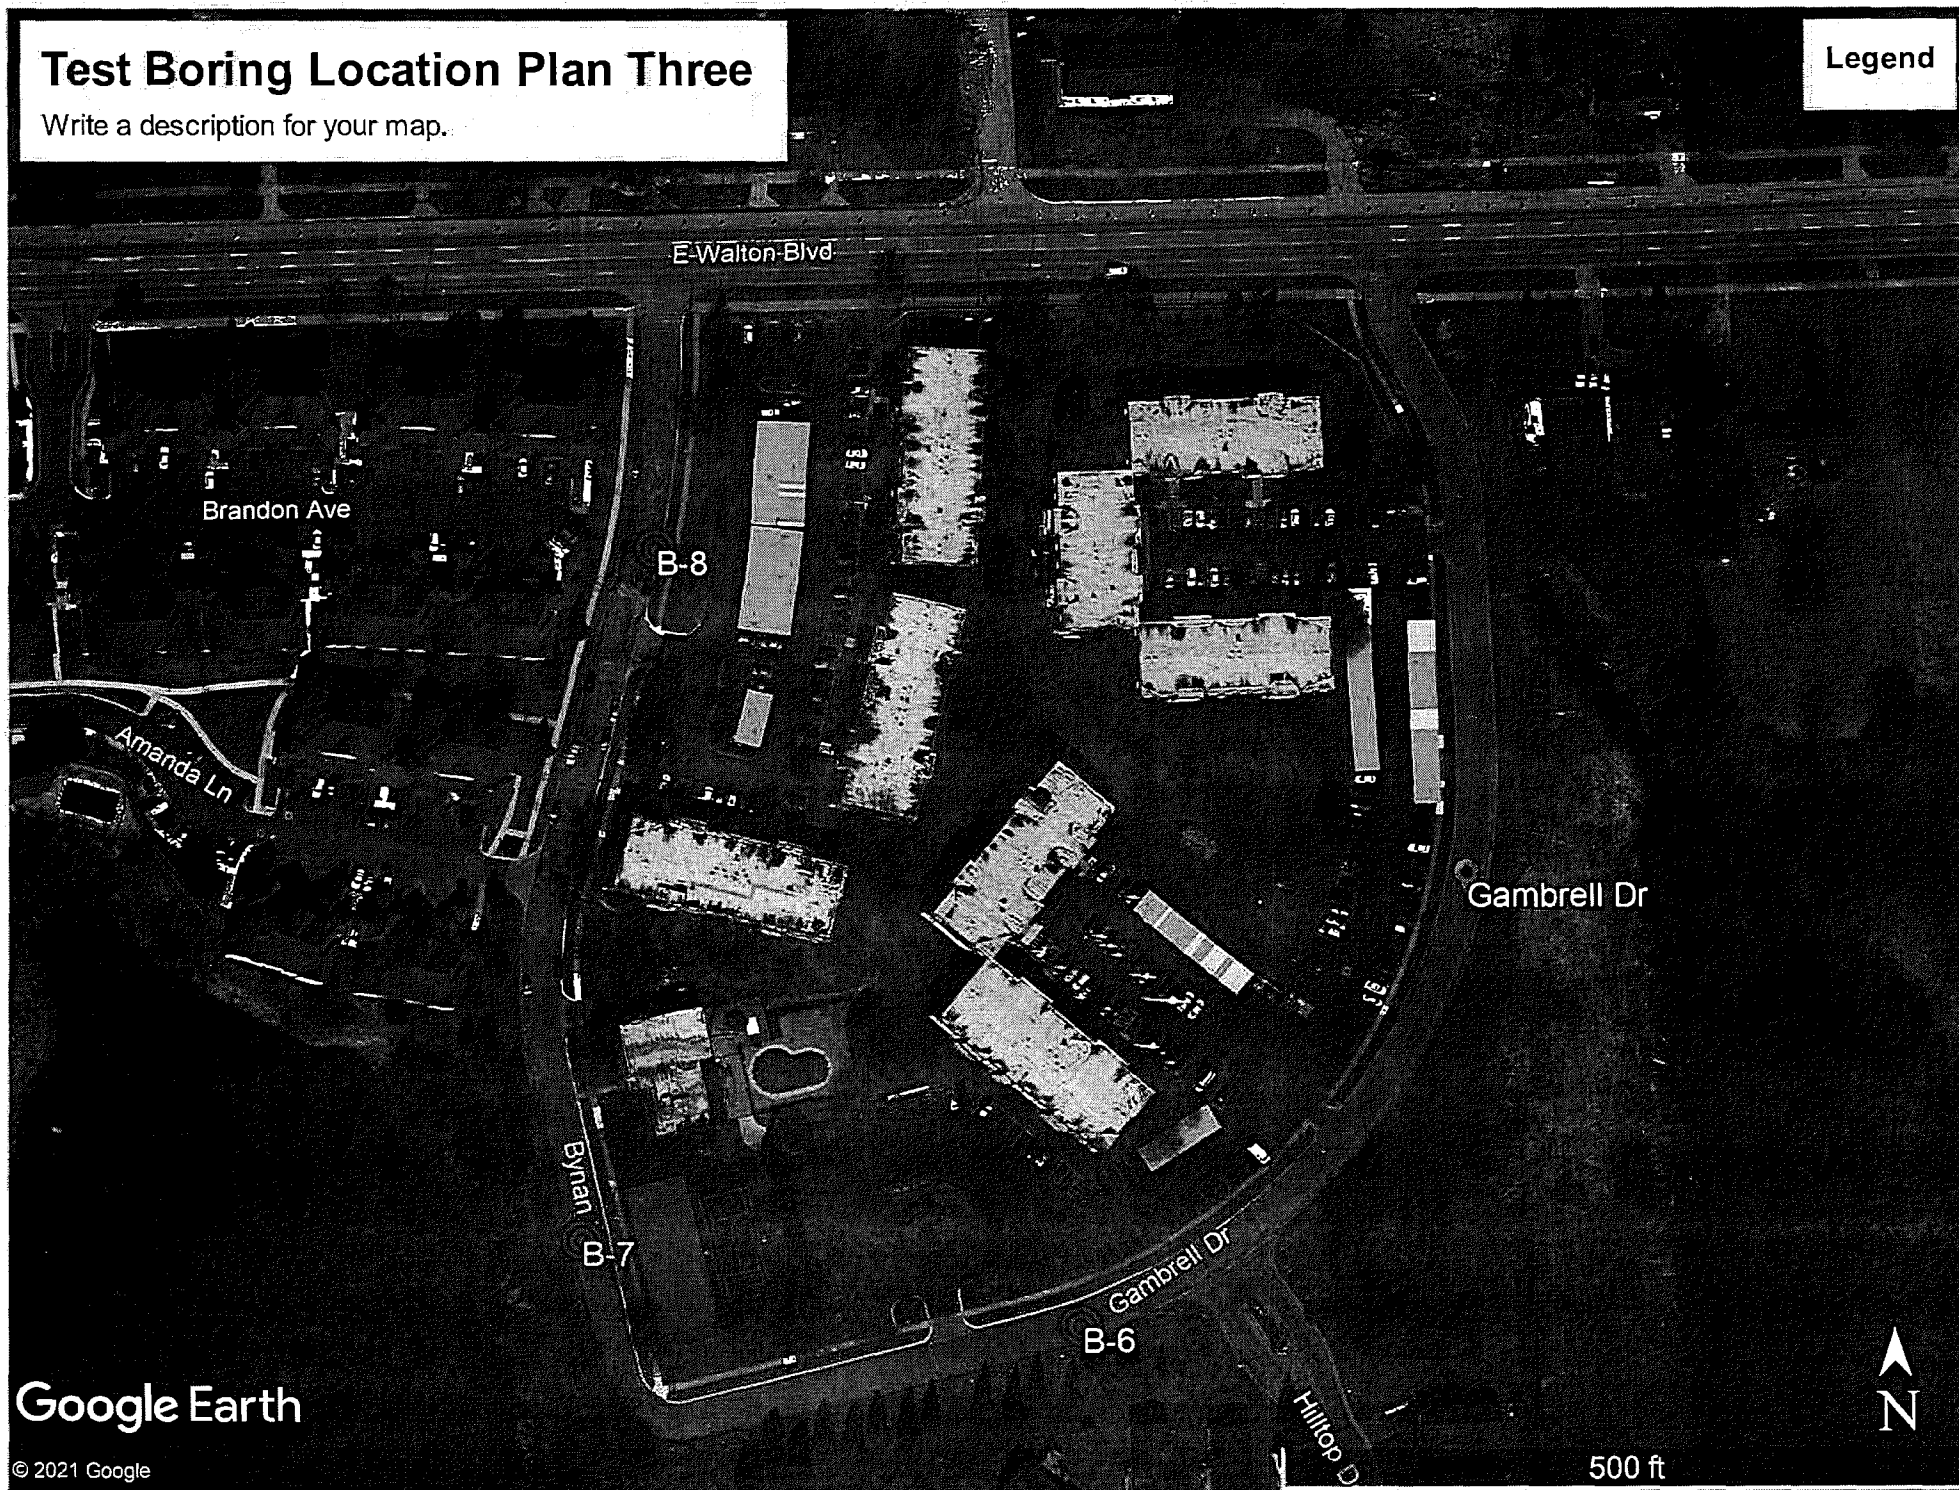 Test Boring Location Plan Three
Write a description for your map.
Legend
E Walton Blvd
Brandon Ave
B-8
Amanda Ln
Gambrell Dr
Bynan
B-7
Gambrell Dr
B-6
Hilltop D
Google Earth
N
© 2021 Google
500 ft